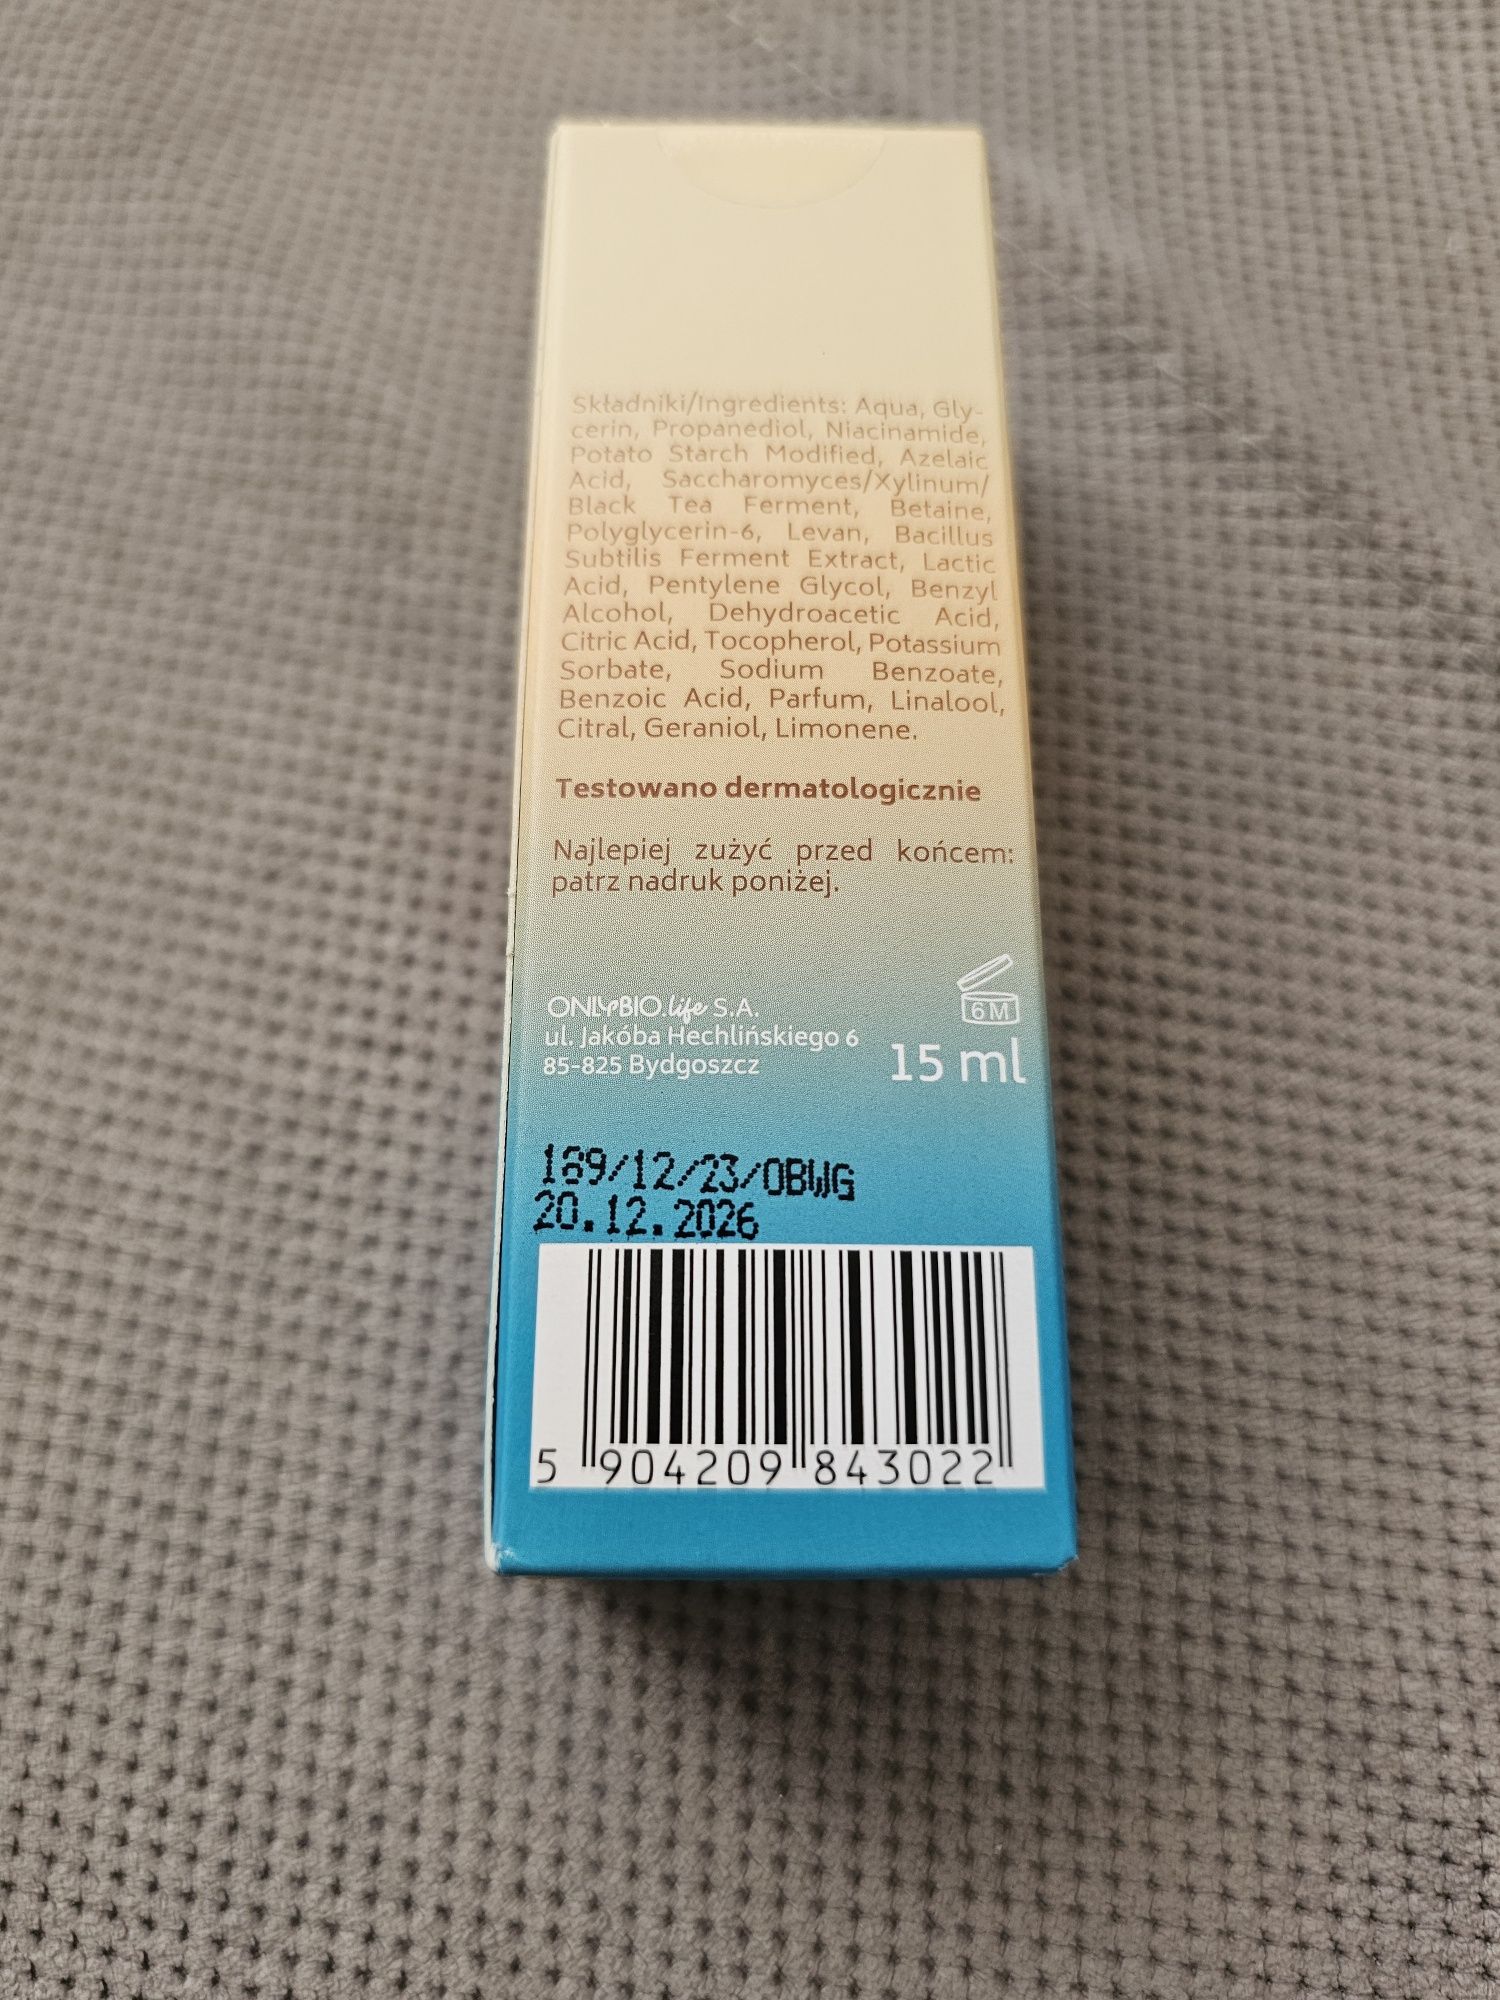 Składniki/Ingredients: Aqua, Gly-
cerin, Propanediol, Niacinamide,
Potato Starch Modified, Azelaic
Acid, Saccharomyces/Xylinum/
Black Tea Ferment, Betaine,
Polyglycerin-6, Levan, Bacillus
Subtilis Ferment Extract, Lactic
Acid, Pentylene Glycol, Benzyl
Alcohol, Dehydroacetic Acid,
Citric Acid, Tocopherol, Potassium
Sorbate, Sodium Benzoate,
Benzoic Acid, Parfum, Linalool,
Citral, Geraniol, Limonene.
Testowano dermatologicznie
Najlepiej zużyć przed końcem:
patrz nadruk poniżej.
ONLYBIO.life S.A.
ul. Jakóba Hechlińskiego 6
85-825 Bydgoszcz
6M
15 ml
189/12/23/OBWG
20.12.2026
5 904209 843022